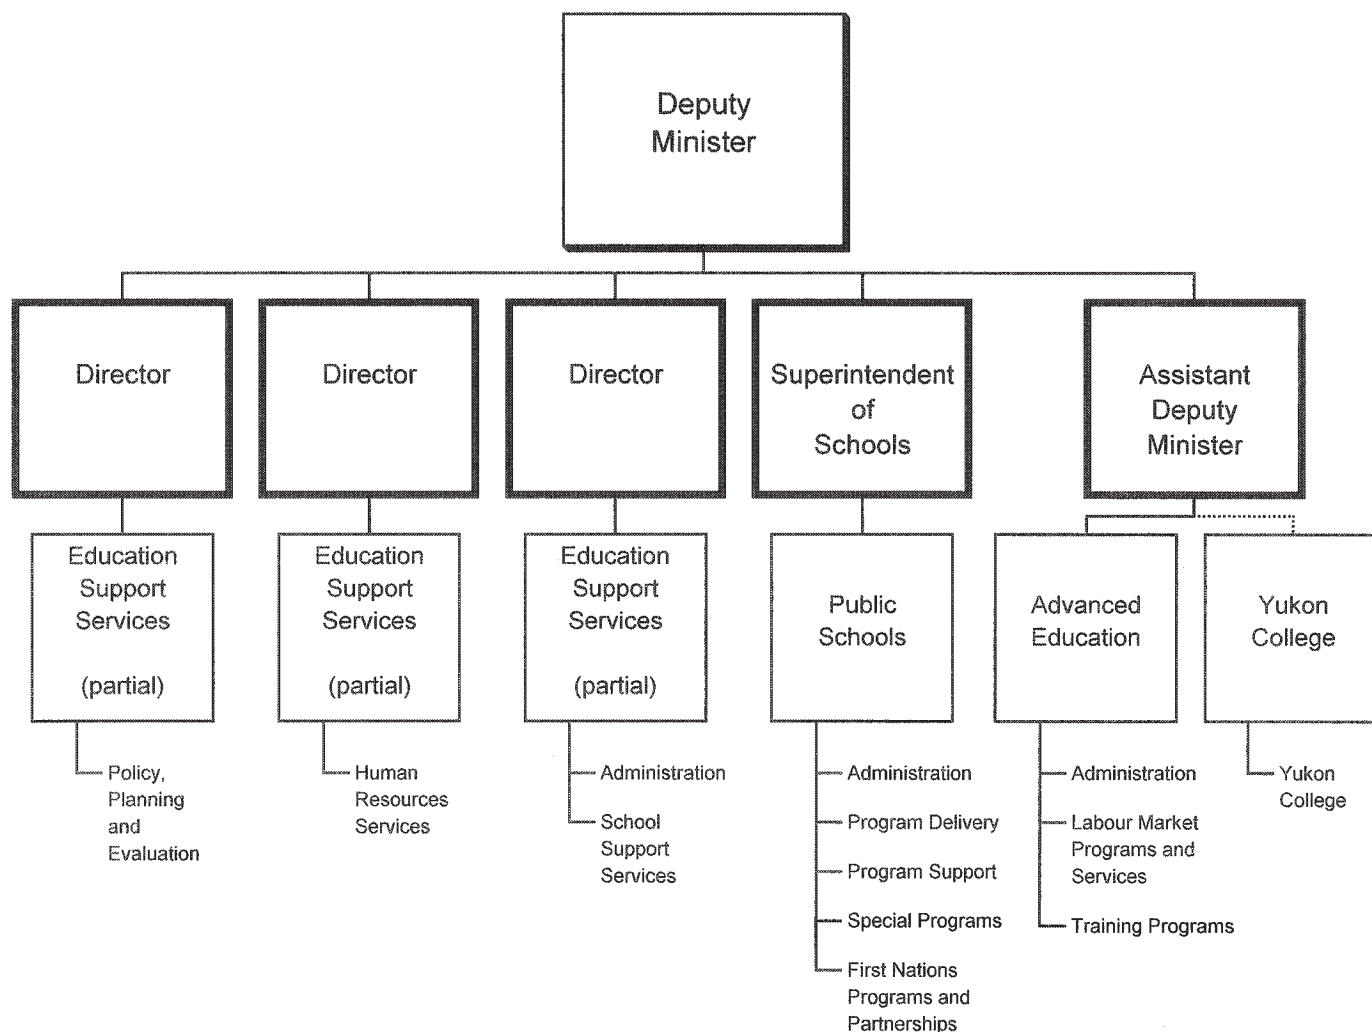 Deputy
Minister
Director
Director
Director
Superintendent
of
Schools
Assistant
Deputy
Minister
Education
Support
Services
(partial)
Education
Support
Services
(partial)
Education
Support
Services
(partial)
Public
Schools
Advanced
Education
Yukon
College
Policy,
Planning
and
Evaluation
Human
Resources
Services
Administration
School
Support
Services
Administration
Program Delivery
Program Support
Special Programs
First Nations
Programs and
Partnerships
Administration
Labour Market
Programs and
Services
Training Programs
Yukon
College